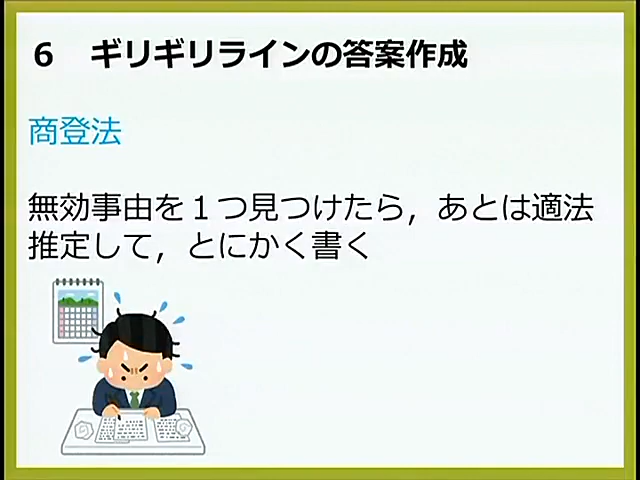 ６　ギリギリラインの答案作成
商登法
無効事由を１つ見つけたら，あとは適法
推定して，とにかく書く